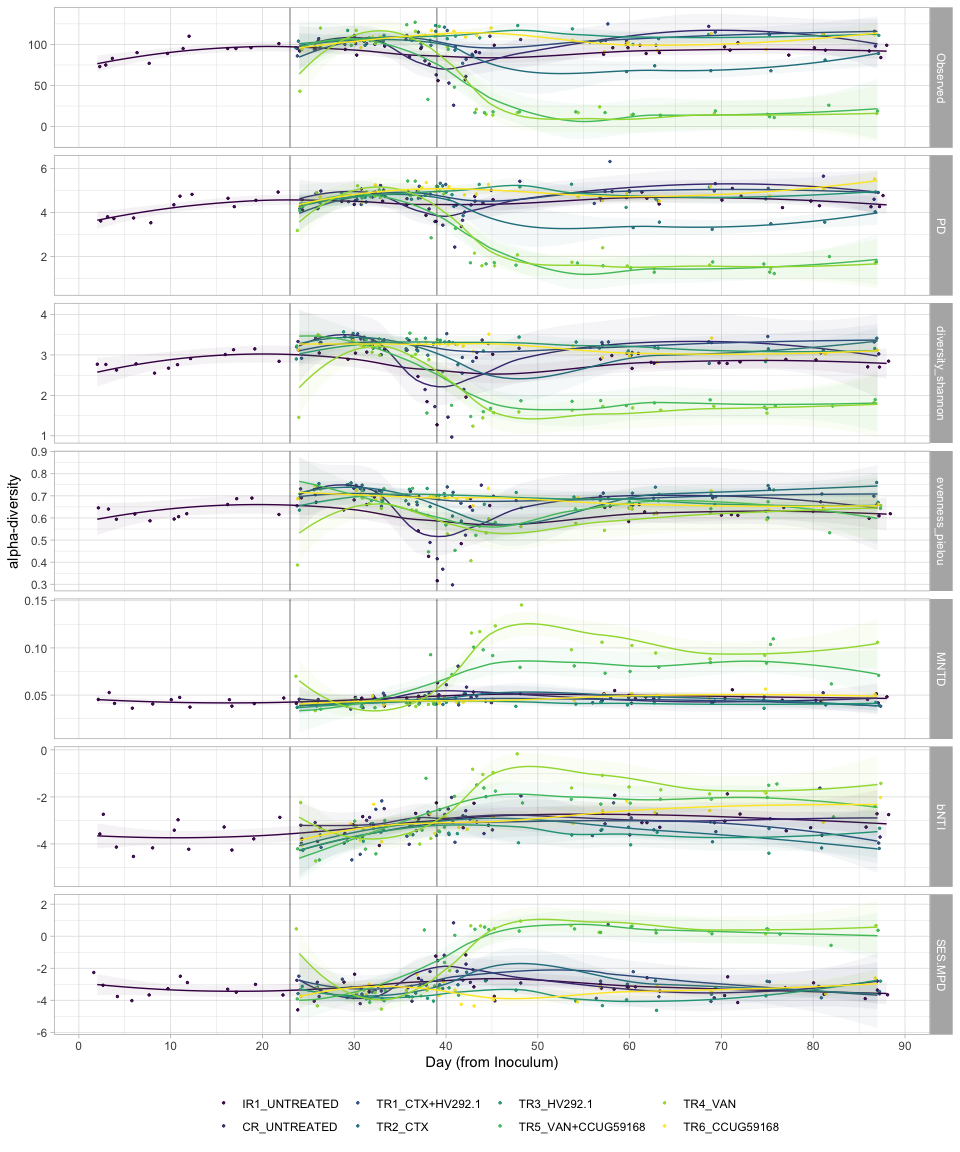 100
50
0
Observed
6
4
2
PD
4
3
2
1
diversity_shannon
0.9
0.8
0.7
0.6
0.5
0.4
0.3
evenness_pielou
alpha-diversity
0.15
0.10
0.05
MNTD
0
-2
-4
bNTI
2
0
-2
-4
-6
SES.MPD
0 10 20 30 40 50 60 70 80 90
Day (from Inoculum)
IR1_UNTREATED TR1_CTX+HV292.1 TR3_HV292.1 TR4_VAN
CR_UNTREATED TR2_CTX TR5_VAN+CCUG59168 TR6_CCUG59168